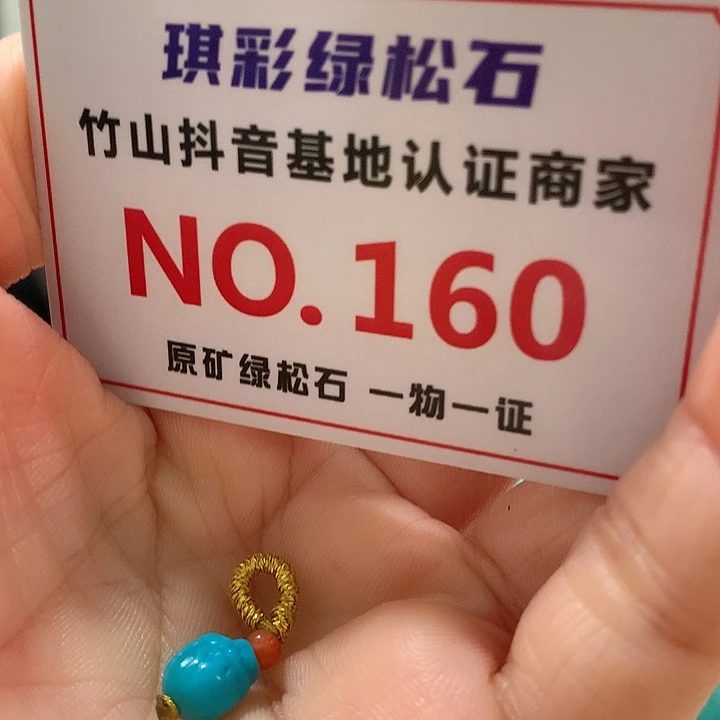 琪彩绿松石
竹山抖音基地认证商家
NO.160
原矿绿松石 一物一证